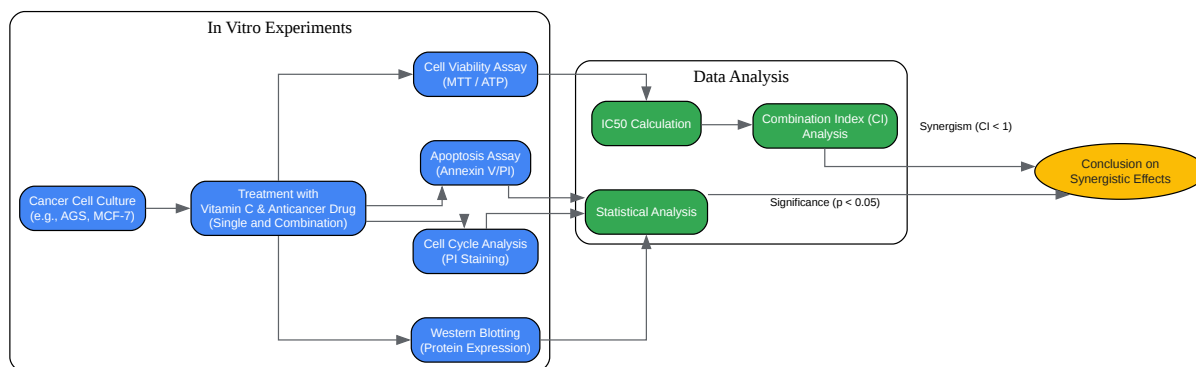 In Vitro Experiments
Cell Viability Assay
(MTT / ATP)
Data Analysis
IC50 Calculation
Combination Index (CI)
Analysis
Synergism (CI < 1)
Apoptosis Assay
(Annexin V/PI)
Conclusion on
Synergistic Effects
Cancer Cell Culture
(e.g., AGS, MCF-7)
Treatment with
Vitamin C & Anticancer Drug
(Single and Combination)
Statistical Analysis
Significance (p < 0.05)
Cell Cycle Analysis
(PI Staining)
Western Blotting
(Protein Expression)